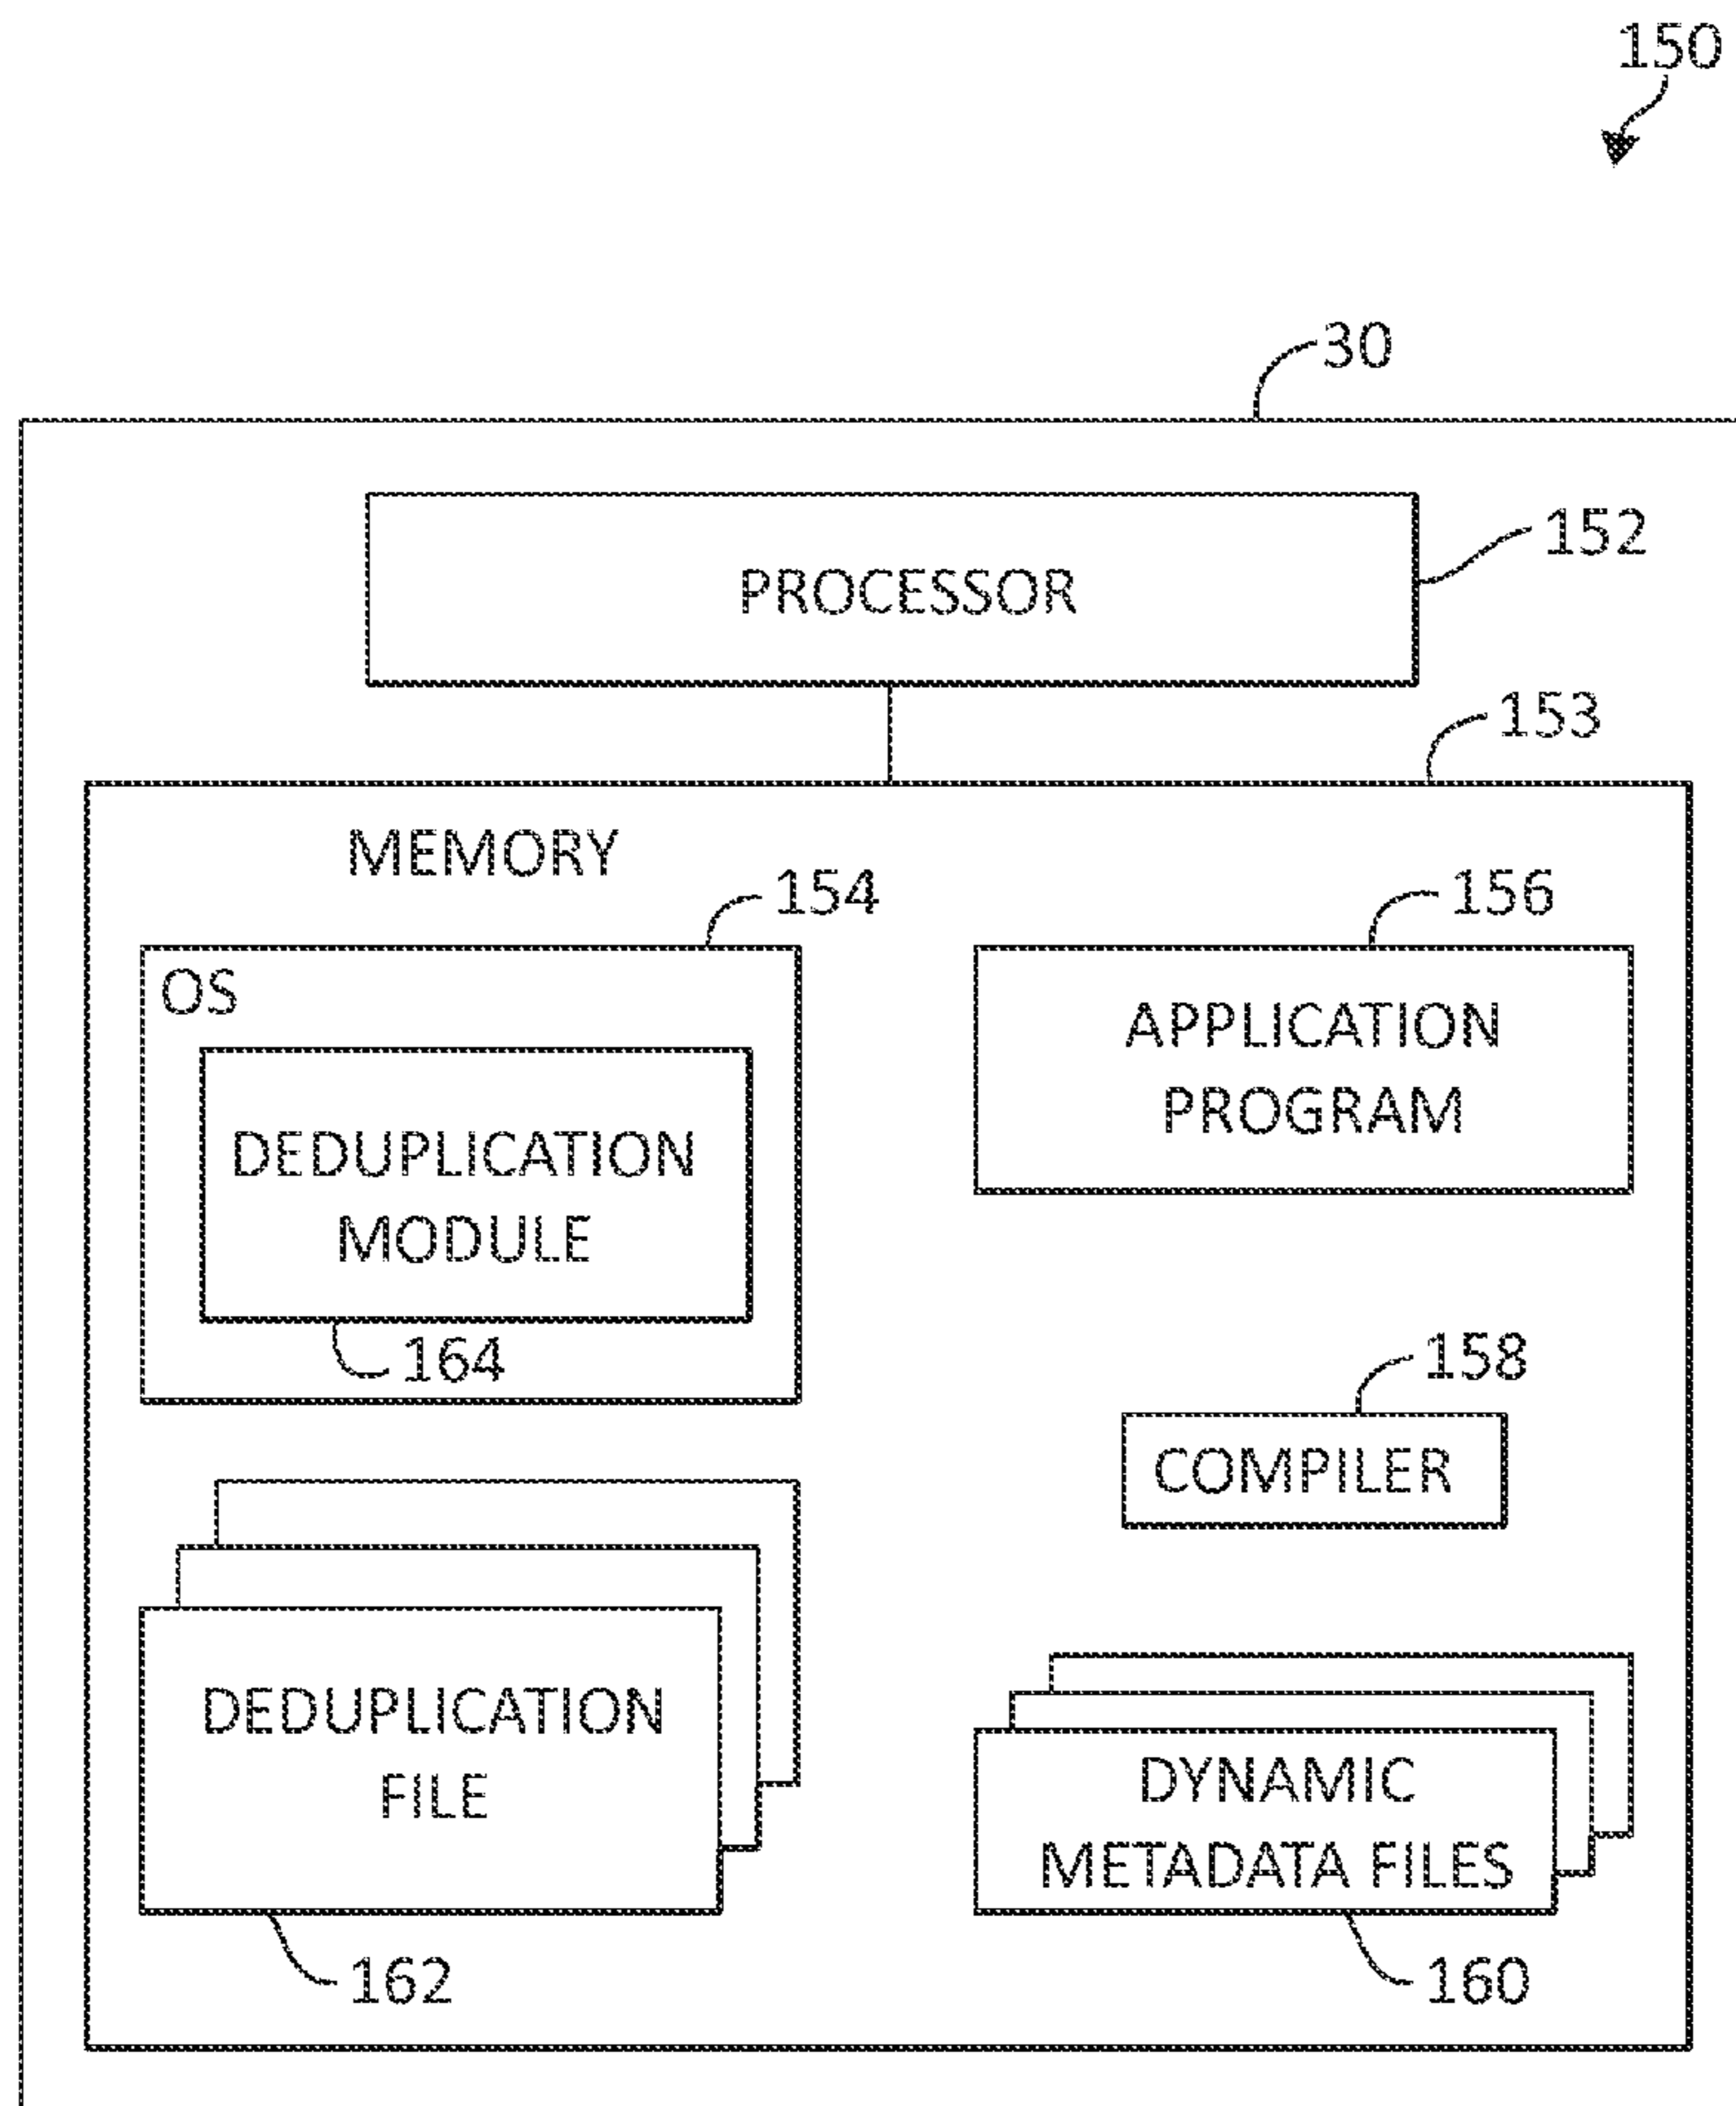 150
30
152
PROCESSOR
153
MEMORY
154
156
OS
APPLICATION
PROGRAM
DEDUPLICATION
MODULE
164
158
COMPILER
DEDUPLICATION
FILE
DYNAMIC
METADATA FILES
162
160